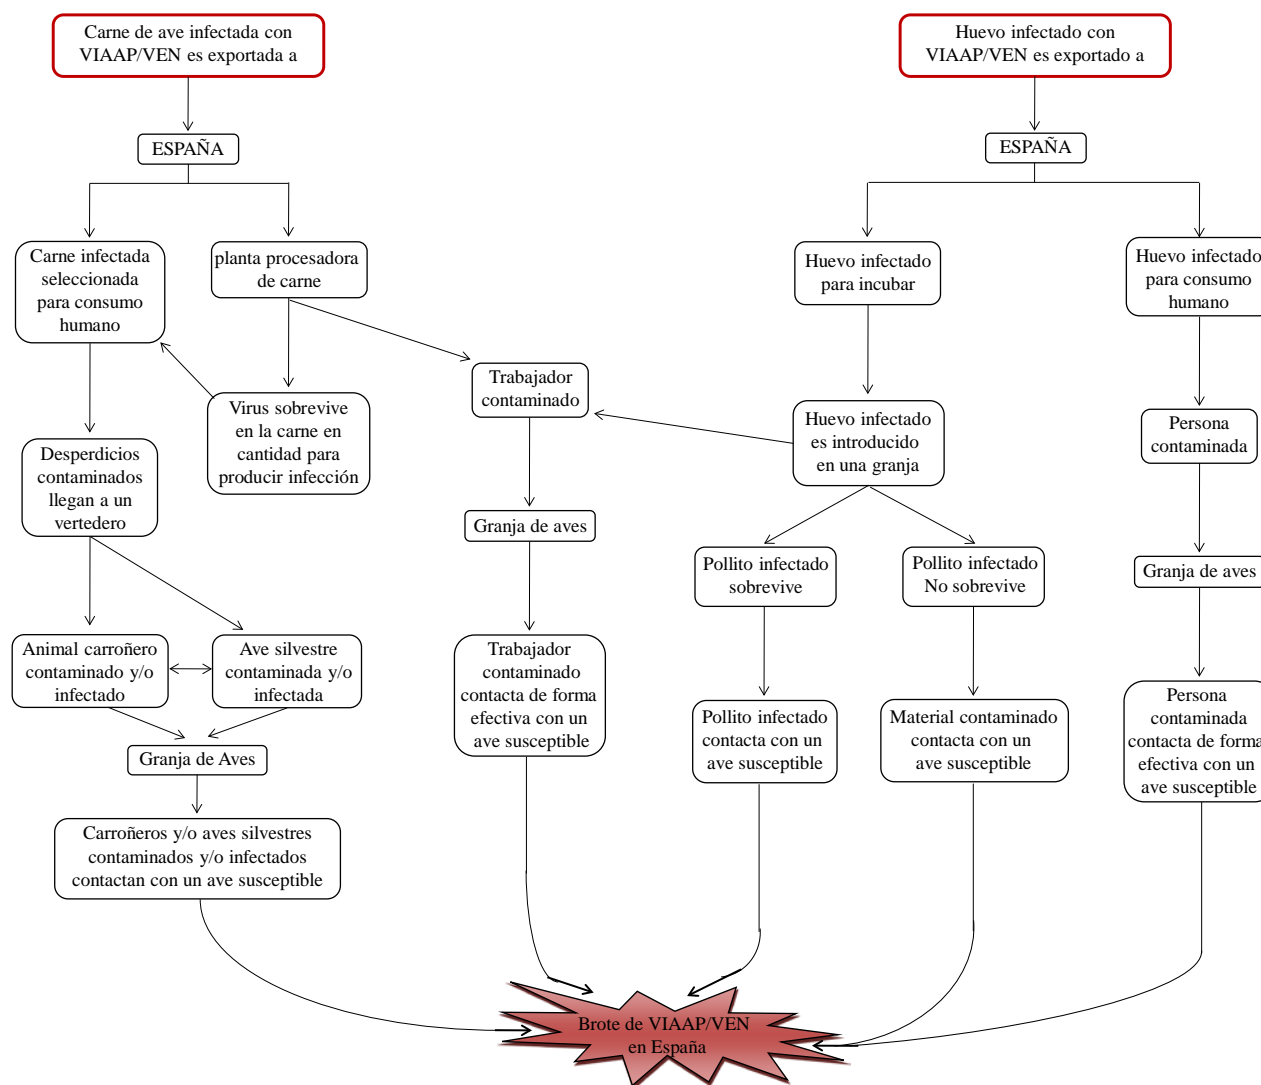 Carne de ave infectada con
VIAAP/VEN es exportada a
Huevo infectado con
VIAAP/VEN es exportado a
ESPAÑA
ESPAÑA
Carne infectada
seleccionada
para consumo
humano
planta procesadora
de carne
Huevo infectado
para incubar
Huevo infectado
para consumo
humano
Trabajador
contaminado
Virus sobrevive
en la carne en
cantidad para
producir infección
Huevo infectado
es introducido
en una granja
Persona
contaminada
Desperdicios
contaminados
llegan a un
vertedero
Granja de aves
Pollito infectado
sobrevive
Pollito infectado
No sobrevive
Granja de aves
Animal carroñero
contaminado y/o
infectado
Ave silvestre
contaminada y/o
infectada
Trabajador
contaminado
contacta de forma
efectiva con un
ave susceptible
Pollito infectado
contacta con un
ave susceptible
Material contaminado
contacta con un
ave susceptible
Persona
contaminada
contacta de forma
efectiva con un
ave susceptible
Granja de Aves
Carroñeros y/o aves silvestres
contaminados y/o infectados
contactan con un ave susceptible
Brote de VIAAP/VEN
en España